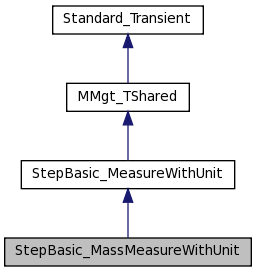 Standard_Transient
MMgt_TShared
StepBasic_MeasureWithUnit
StepBasic_MassMeasureWithUnit